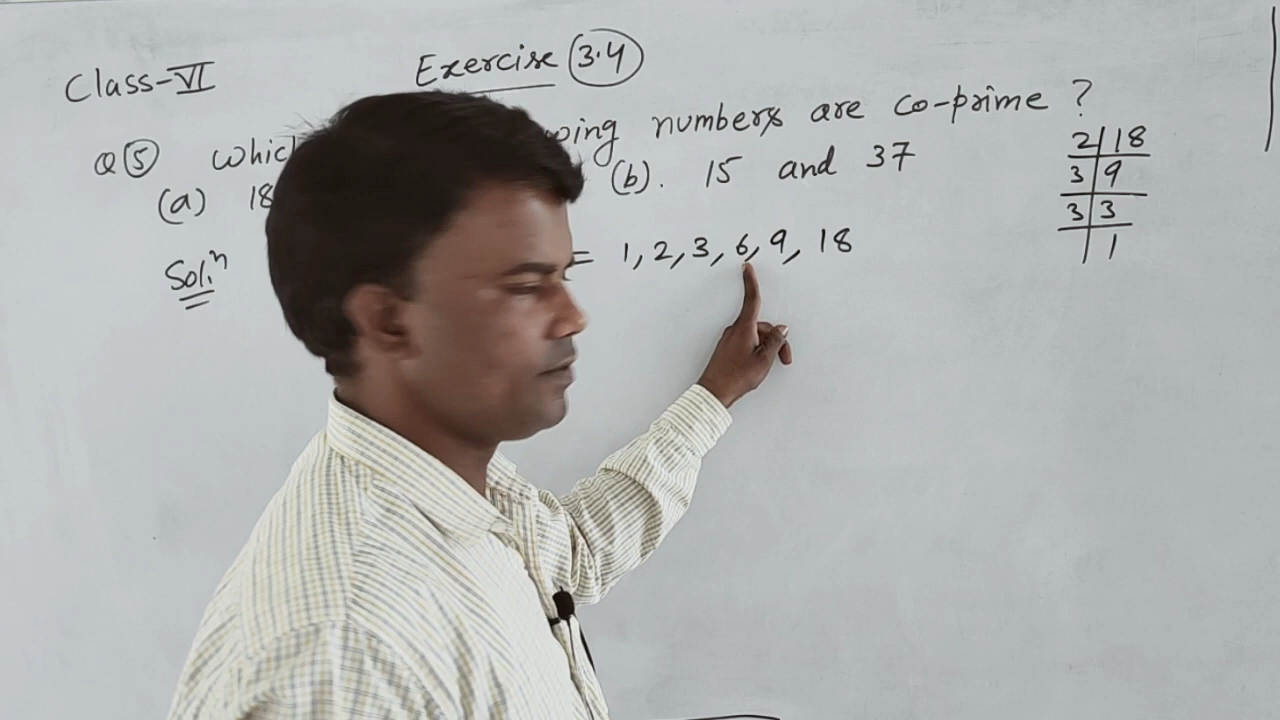 Class-VI
Exercise 3.4
Q 5 which numbers are co-prime ?
(a) 18 (b). 15 and 37
Soln = 1, 2, 3, 6, 9, 18
2 18
3 9
3 3
1